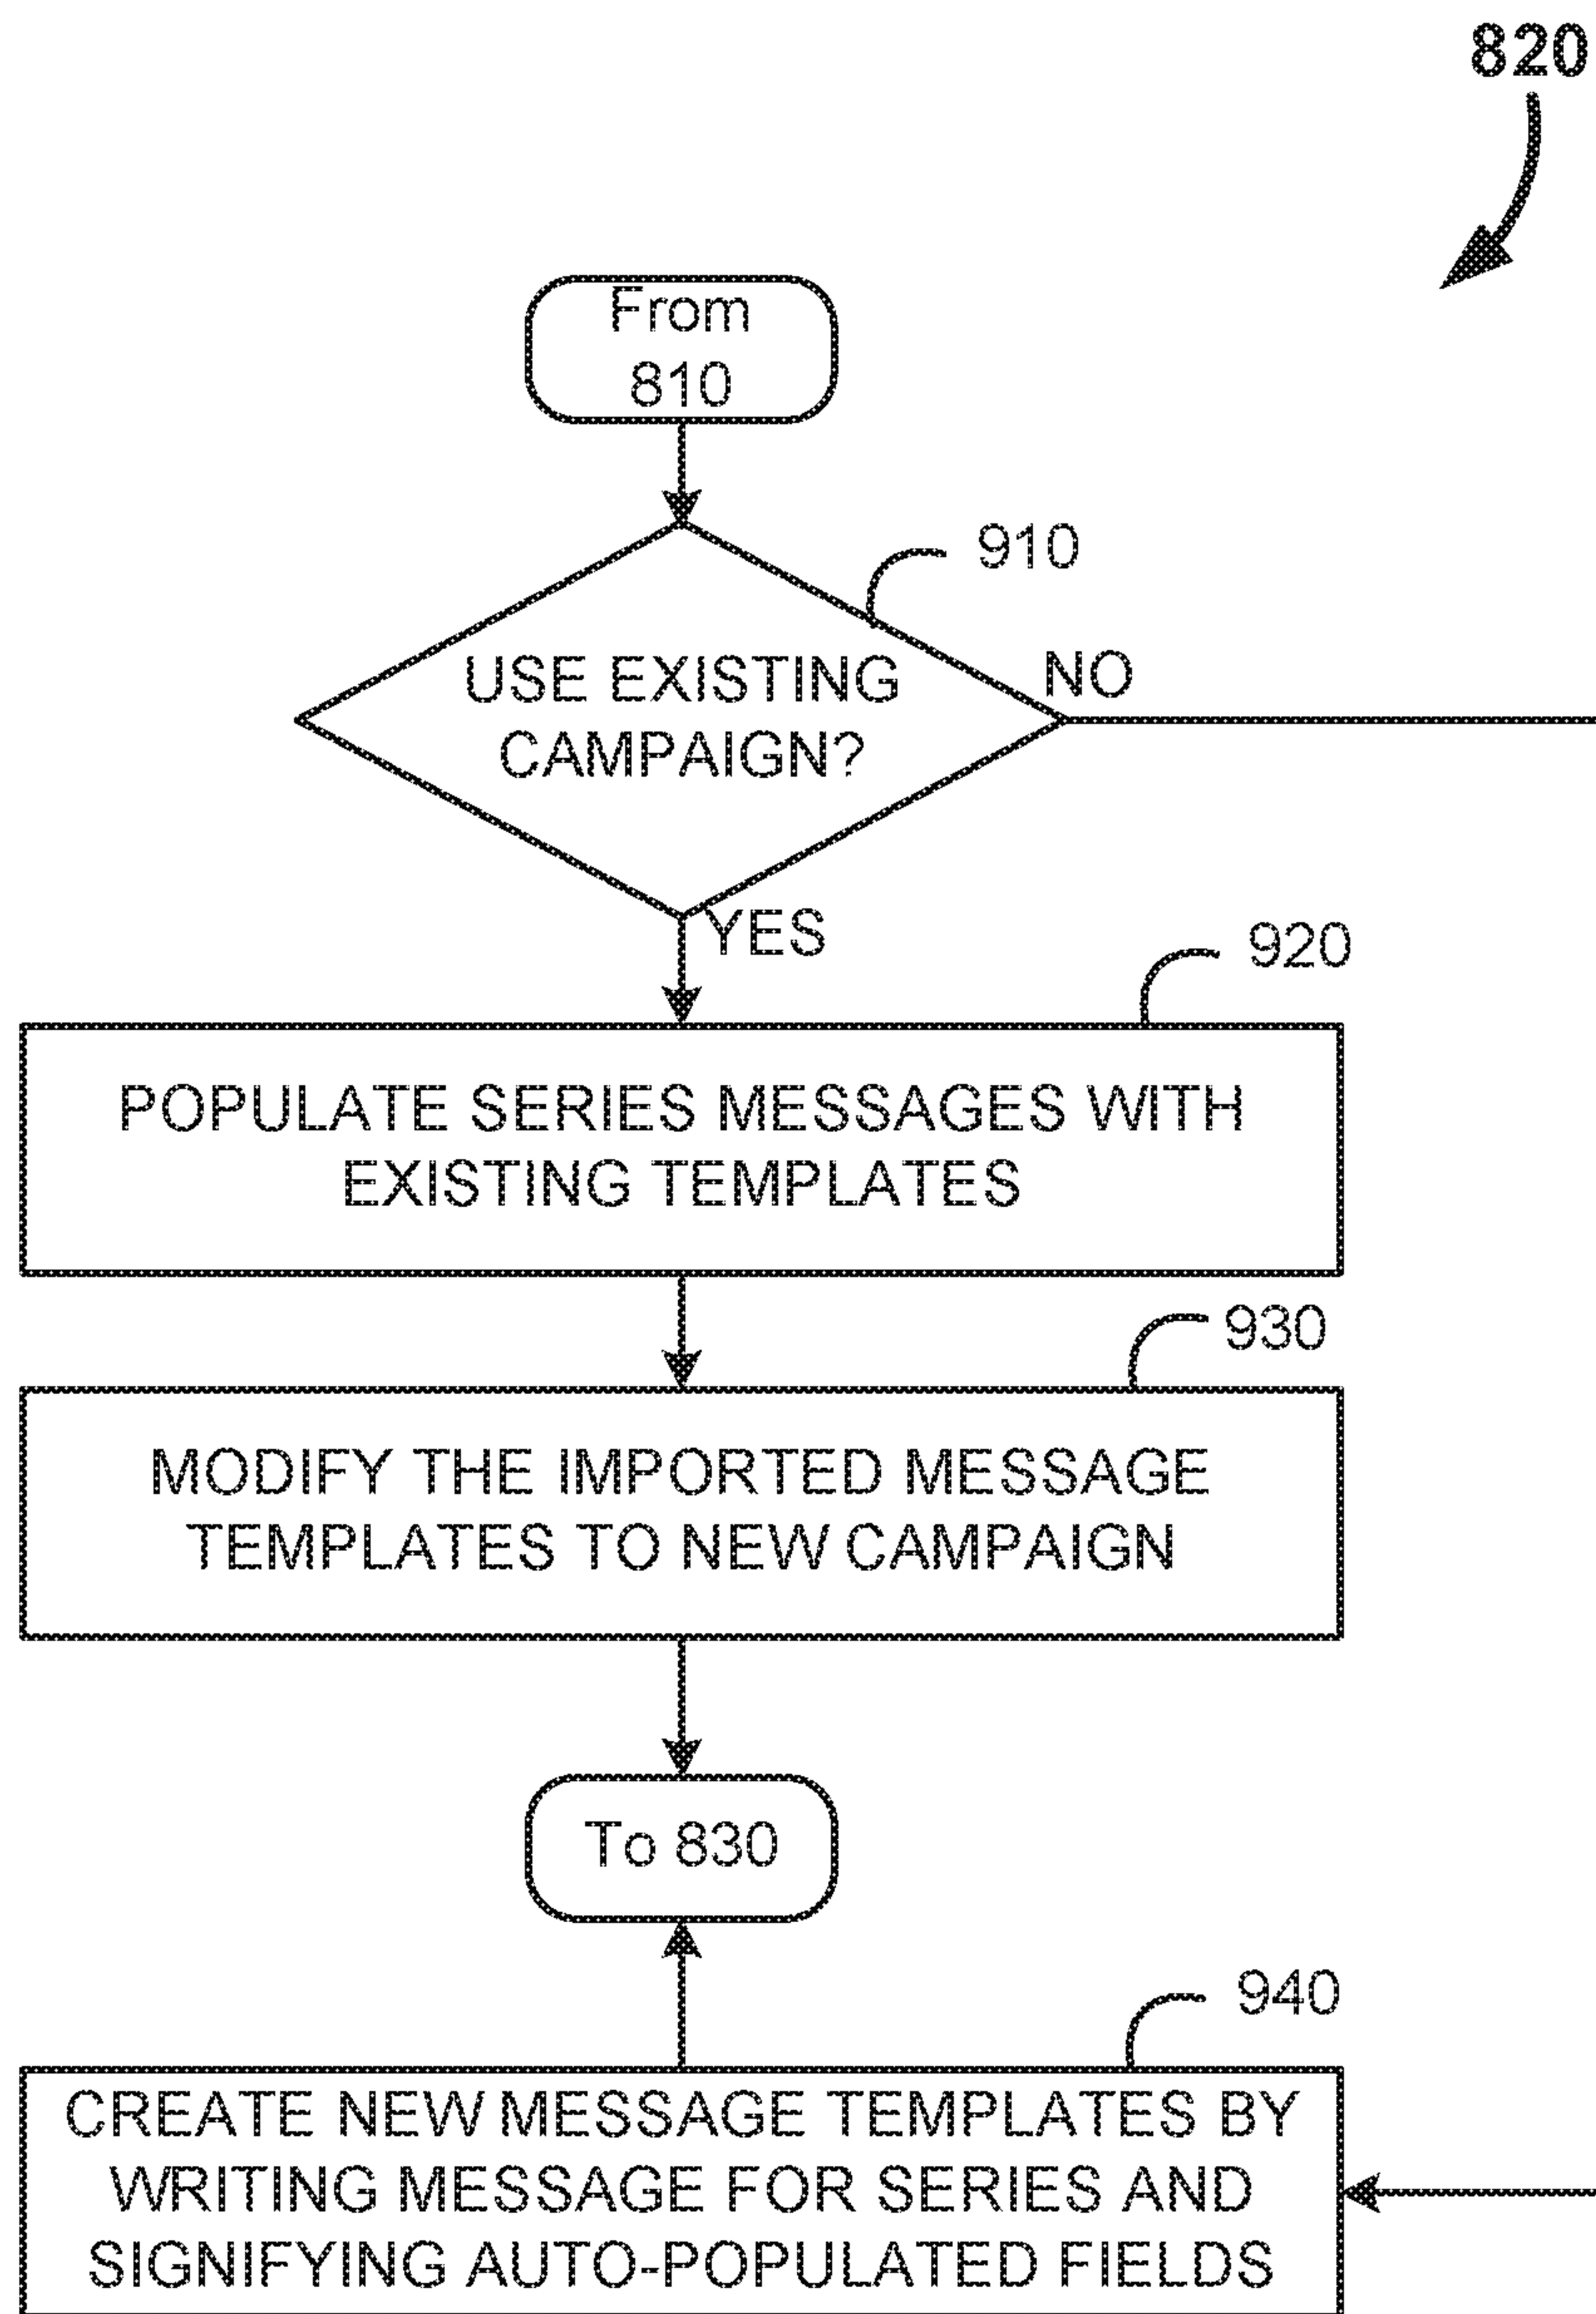 820
From
810
910
USE EXISTING
CAMPAIGN?
NO
YES
920
POPULATE SERIES MESSAGES WITH
EXISTING TEMPLATES
930
MODIFY THE IMPORTED MESSAGE
TEMPLATES TO NEW CAMPAIGN
To 830
940
CREATE NEW MESSAGE TEMPLATES BY
WRITING MESSAGE FOR SERIES AND
SIGNIFYING AUTO-POPULATED FIELDS